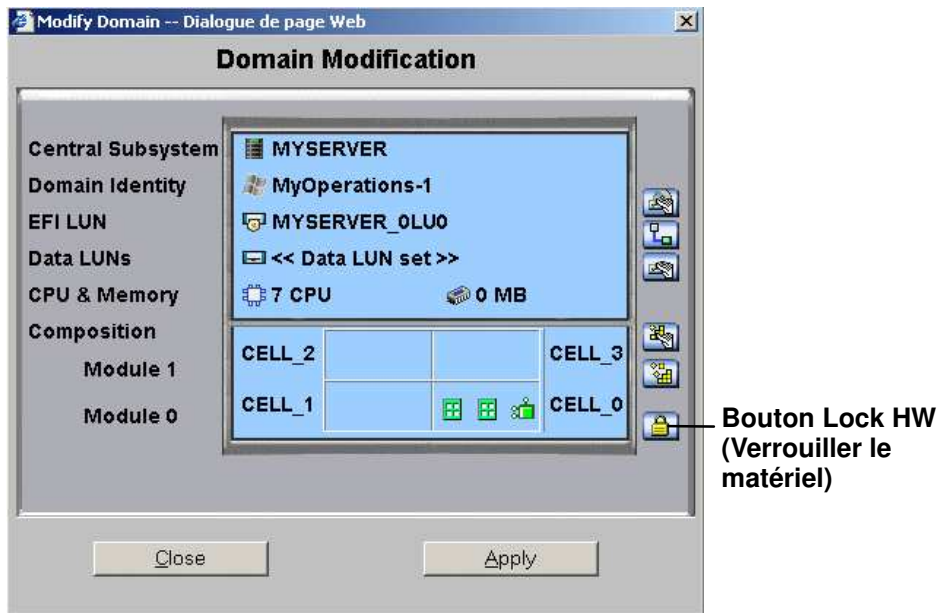 Modify Domain -- Dialogue de page Web
Domain Modification
Central Subsystem MYSERVER
Domain Identity MyOperations-1
EFI LUN MYSERVER_0LU0
Data LUNs << Data LUN set >>
CPU & Memory 7 CPU 0 MB
Composition
Module 1 CELL_2 CELL_3
Module 0 CELL_1 CELL_0
Bouton Lock HW
(Verrouiller le
matériel)
Close Apply